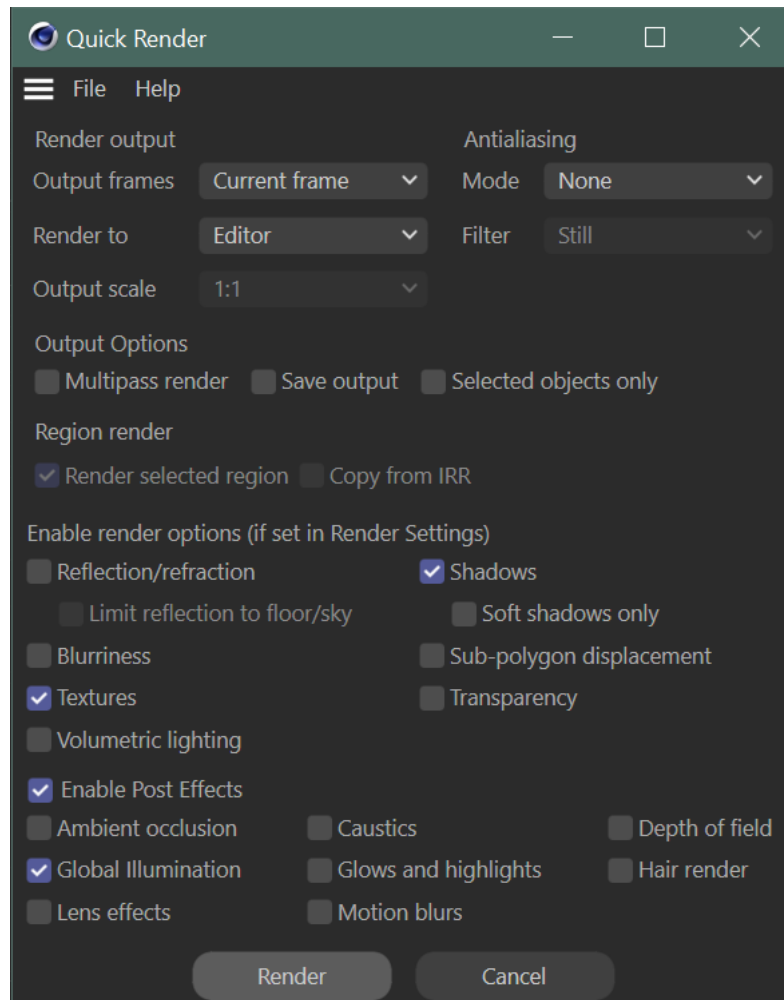 Quick Render
File Help
Render output Antialiasing
Output frames Current frame Mode None
Render to Editor Filter Still
Output scale 1:1
Output Options
Multipass render Save output Selected objects only
Region render
Render selected region Copy from IRR
Enable render options (if set in Render Settings)
Reflection/refraction Shadows
Limit reflection to floor/sky Soft shadows only
Blurriness Sub-polygon displacement
Textures Transparency
Volumetric lighting
Enable Post Effects
Ambient occlusion Caustics Depth of field
Global Illumination Glows and highlights Hair render
Lens effects Motion blurs
Render Cancel